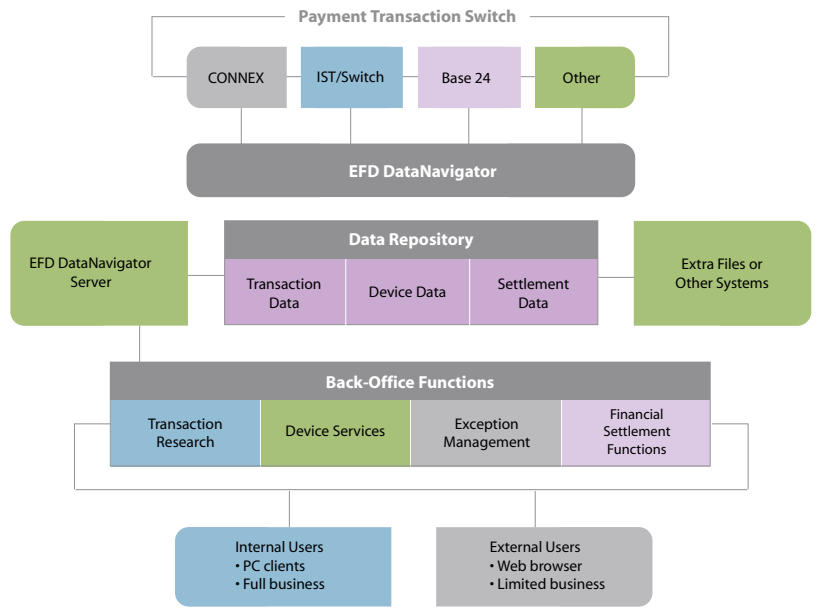 Payment Transaction Switch
CONNEX
IST/Switch
Base 24
Other
EFD DataNavigator
EFD DataNavigator
Server
Data Repository
Transaction
Data
Device Data
Settlement
Data
Extra Files or
Other Systems
Back-Office Functions
Transaction
Research
Device Services
Exception
Management
Financial
Settlement
Functions
Internal Users
• PC clients
• Full business
External Users
• Web browser
• Limited business